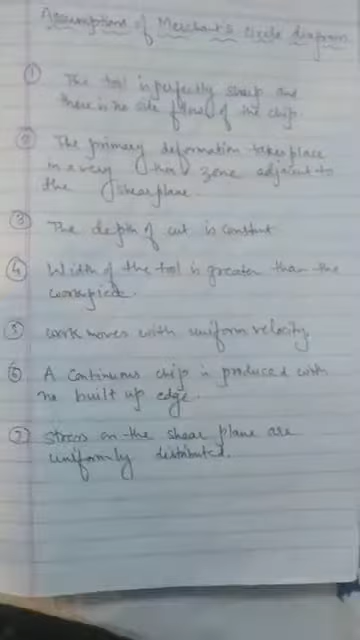 Assumptions of Merchant's circle diagram
① The tool is perfectly sharp and
there is no side flow of the chip.
② The primary deformation takes place
in a very thin zone adjacent to
the shear plane.
③ The depth of cut is constant
④ Width of the tool is greater than the
workpiece.
⑤ work moves with uniform velocity
⑥ A Continuous chip is produced with
no built up edge.
⑦ Stress on the shear plane are
uniformly distributed.